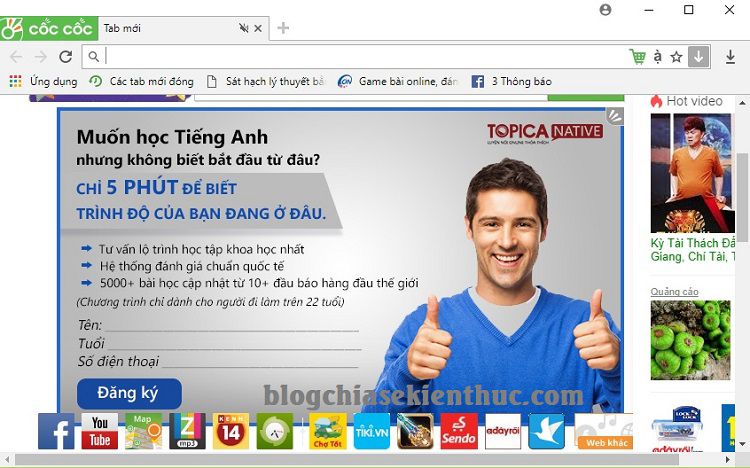 cốc cốc
Tab mới
Ứng dụng
Các tab mới đóng
Sát hạch lý thuyết bằ
Game bài online, đán
3 Thông báo
Muốn học Tiếng Anh
nhưng không biết bắt đầu từ đâu?
TOPICA NATIVE
LUYỆN NÓI ONLINE THỎA THÍCH
CHỈ 5 PHÚT ĐỂ BIẾT
TRÌNH ĐỘ CỦA BẠN ĐANG Ở ĐÂU.
Tư vấn lộ trình học tập khoa học nhất
Hệ thống đánh giá chuẩn quốc tế
5000+ bài học cập nhật từ 10+ đầu báo hàng đầu thế giới
(Chương trình chỉ dành cho người đi làm trên 22 tuổi)
Tên:
Tuổi
Số điện thoại
Đăng ký
blogchiasekienthuc.com
Hot video
Kỳ Tài Thách Đấ
Giang, Chí Tài, T
Quảng cáo
You
Tube
Map
Z
mp3
KENH
14
Chợ Tốt
TIKI.VN
Sendo
adayrồi
Web khác
LOCK
LOCK
adayrồi